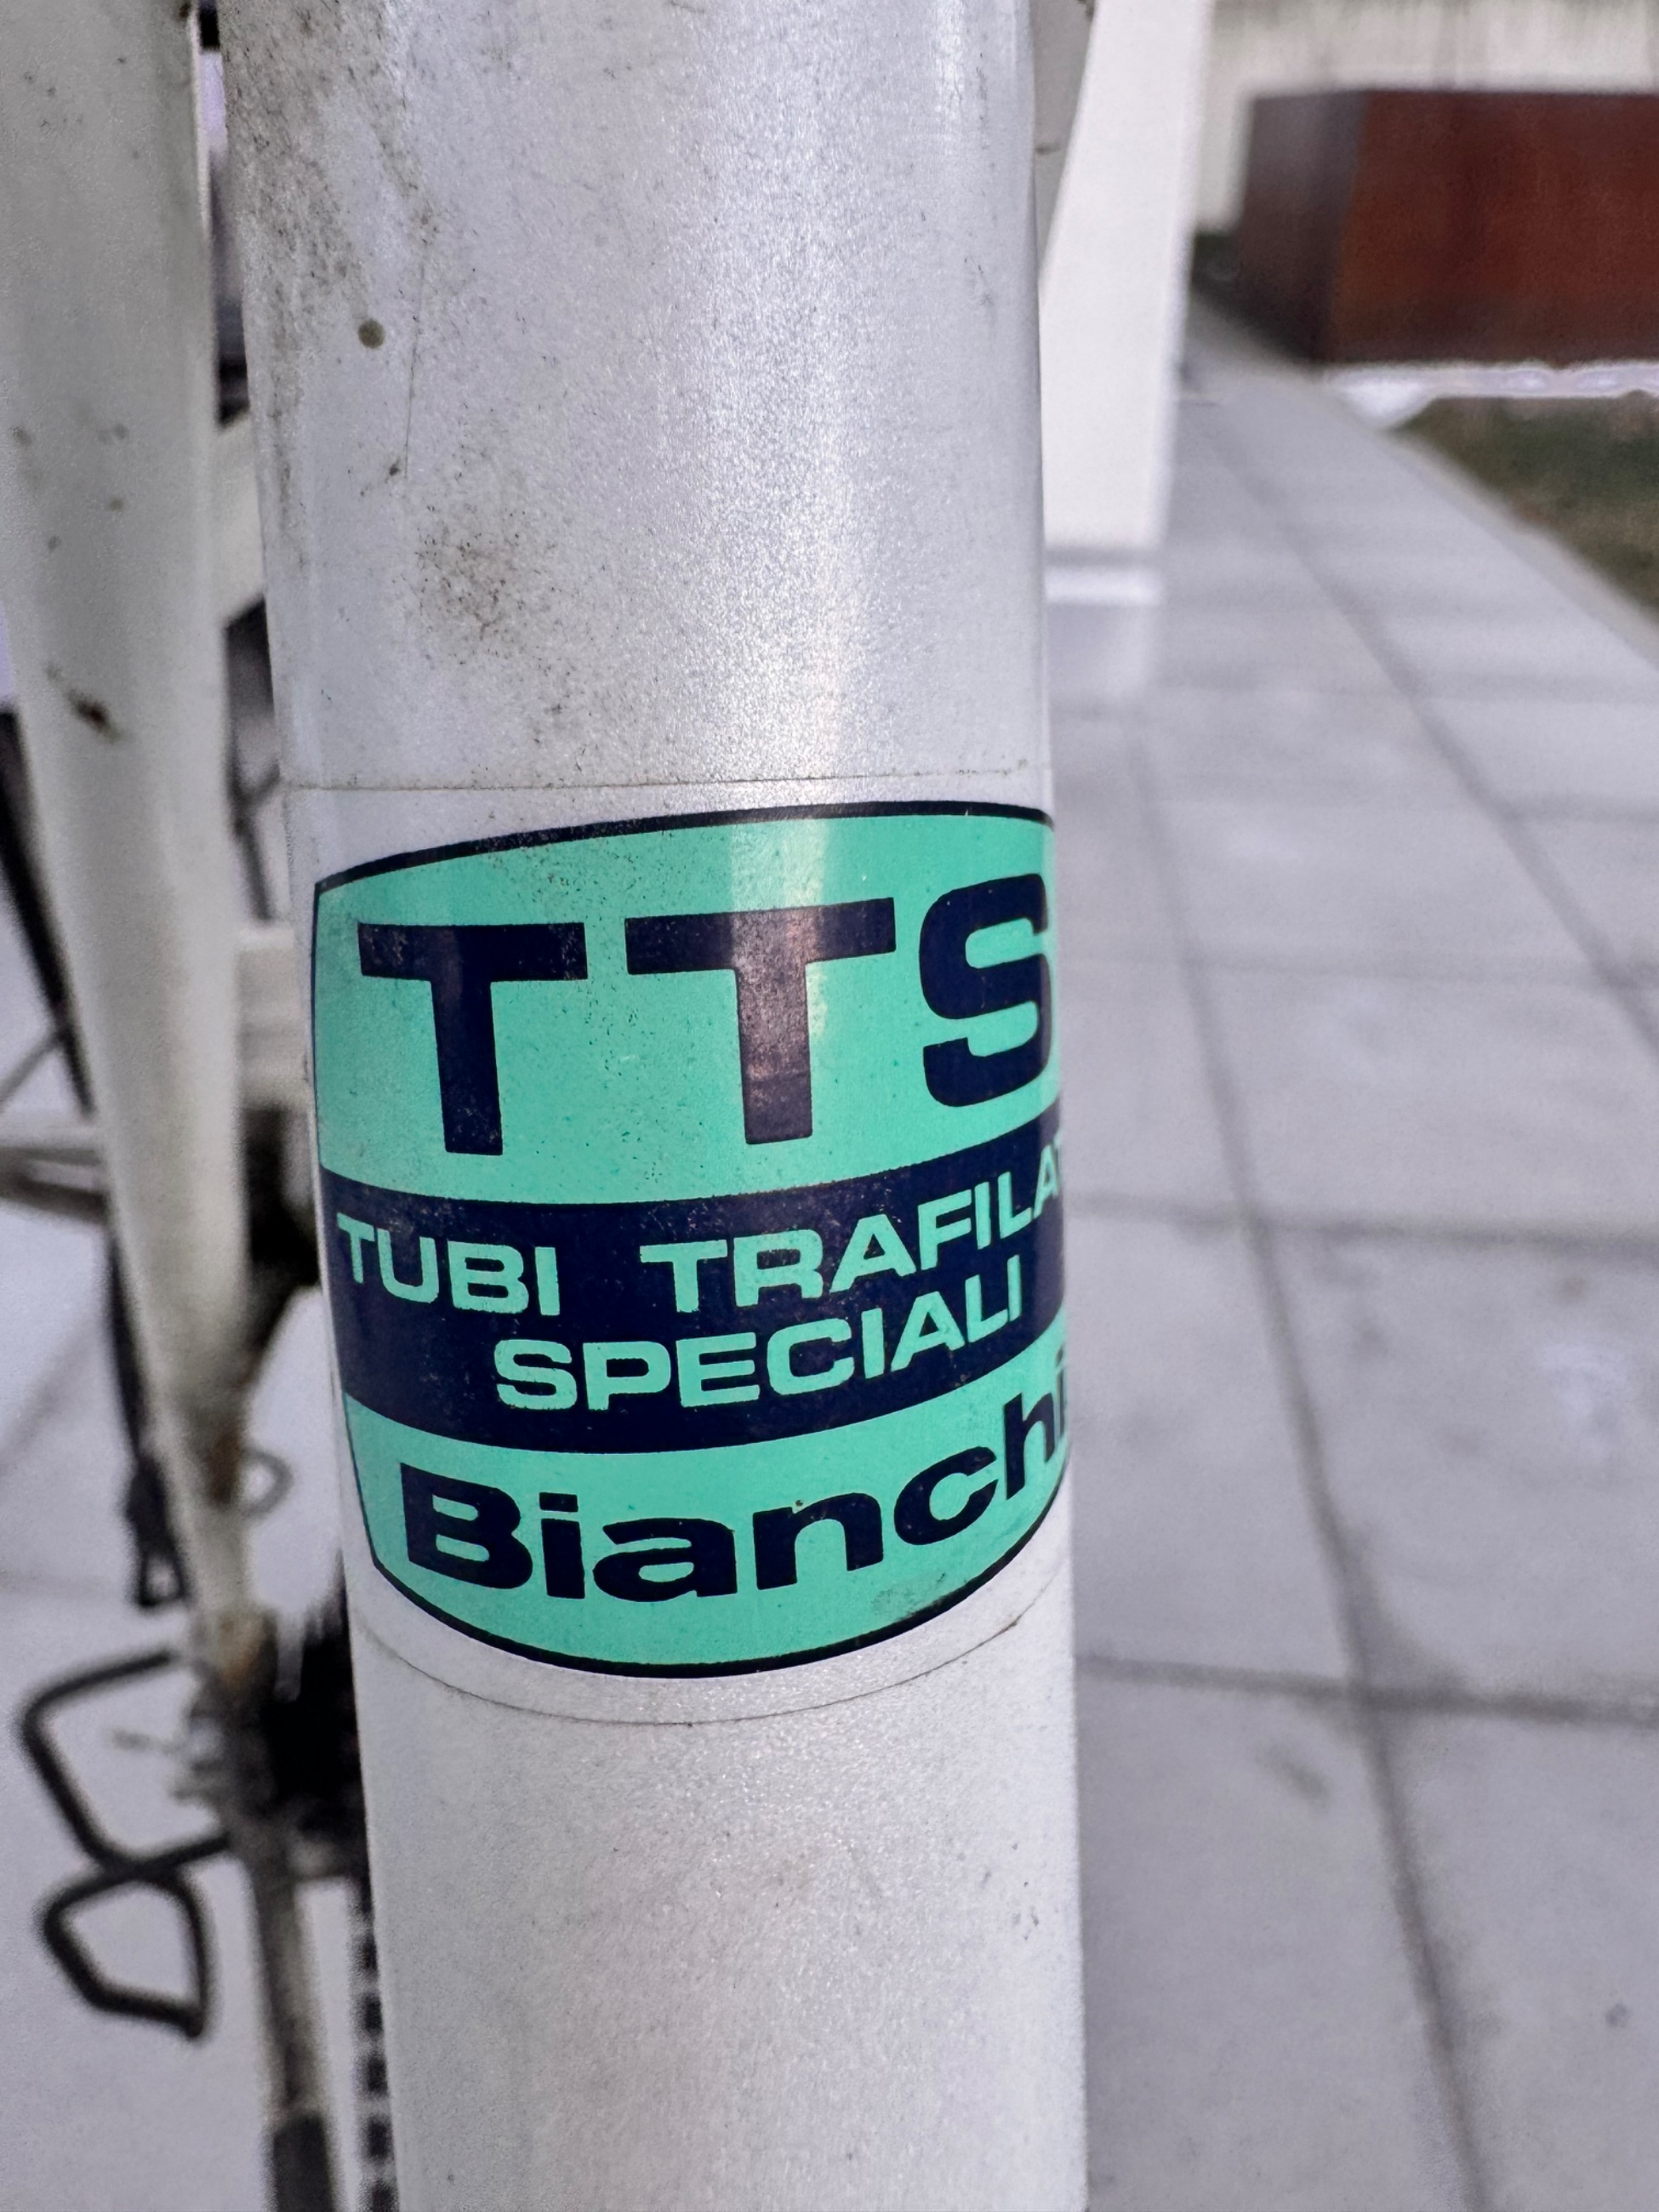 TTS
TUBI TRAFILAT
SPECIALI
Bianchi